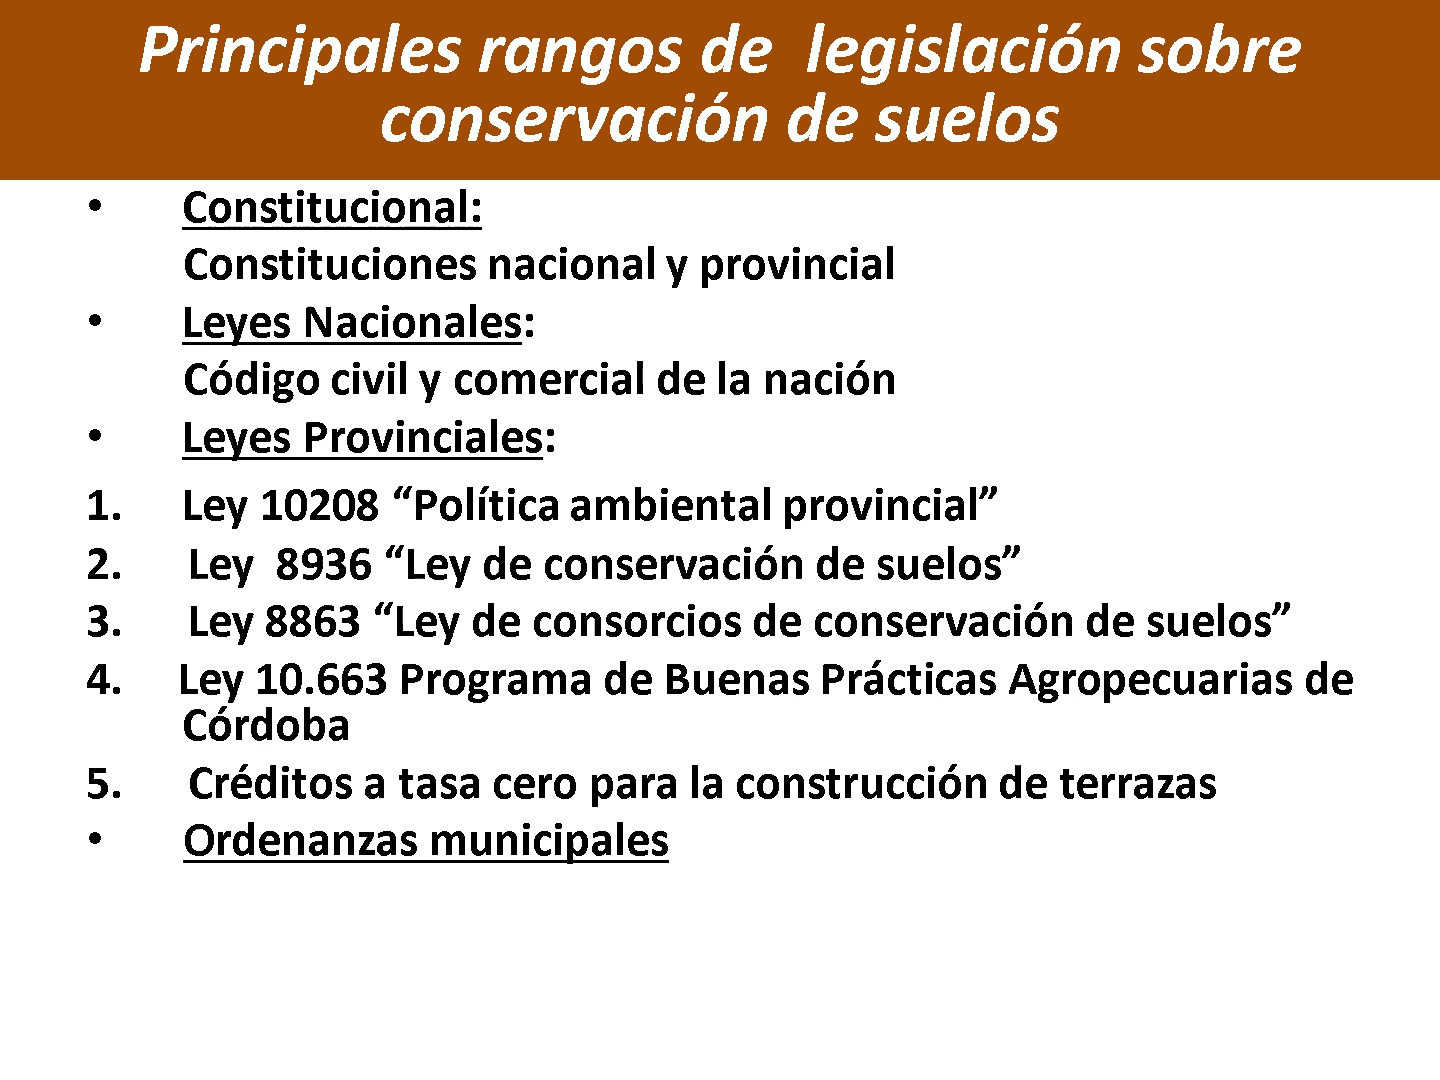 Principales rangos de legislación sobre
conservación de suelos
• Constitucional:
Constituciones nacional y provincial
• Leyes Nacionales:
Código civil y comercial de la nación
• Leyes Provinciales:
1. Ley 10208 “Política ambiental provincial”
2. Ley 8936 “Ley de conservación de suelos”
3. Ley 8863 “Ley de consorcios de conservación de suelos”
4. Ley 10.663 Programa de Buenas Prácticas Agropecuarias de
Córdoba
5. Créditos a tasa cero para la construcción de terrazas
• Ordenanzas municipales